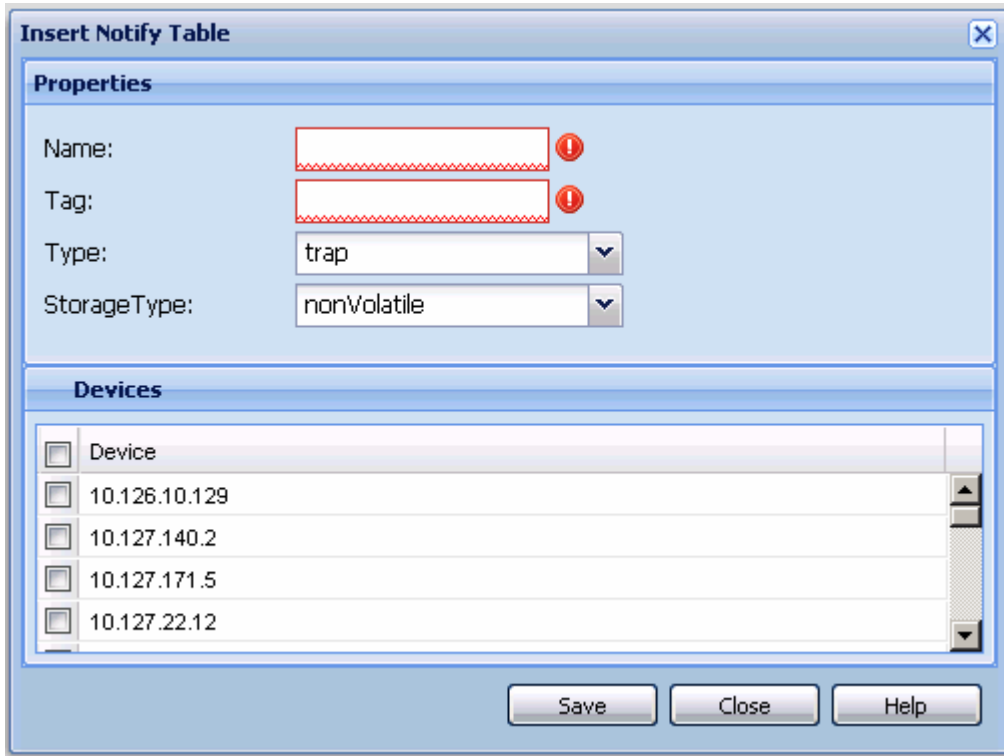 Insert Notify Table
Properties
Name:
Tag:
Type: trap
StorageType: nonVolatile
Devices
Device
10.126.10.129
10.127.140.2
10.127.171.5
10.127.22.12
Save Close Help